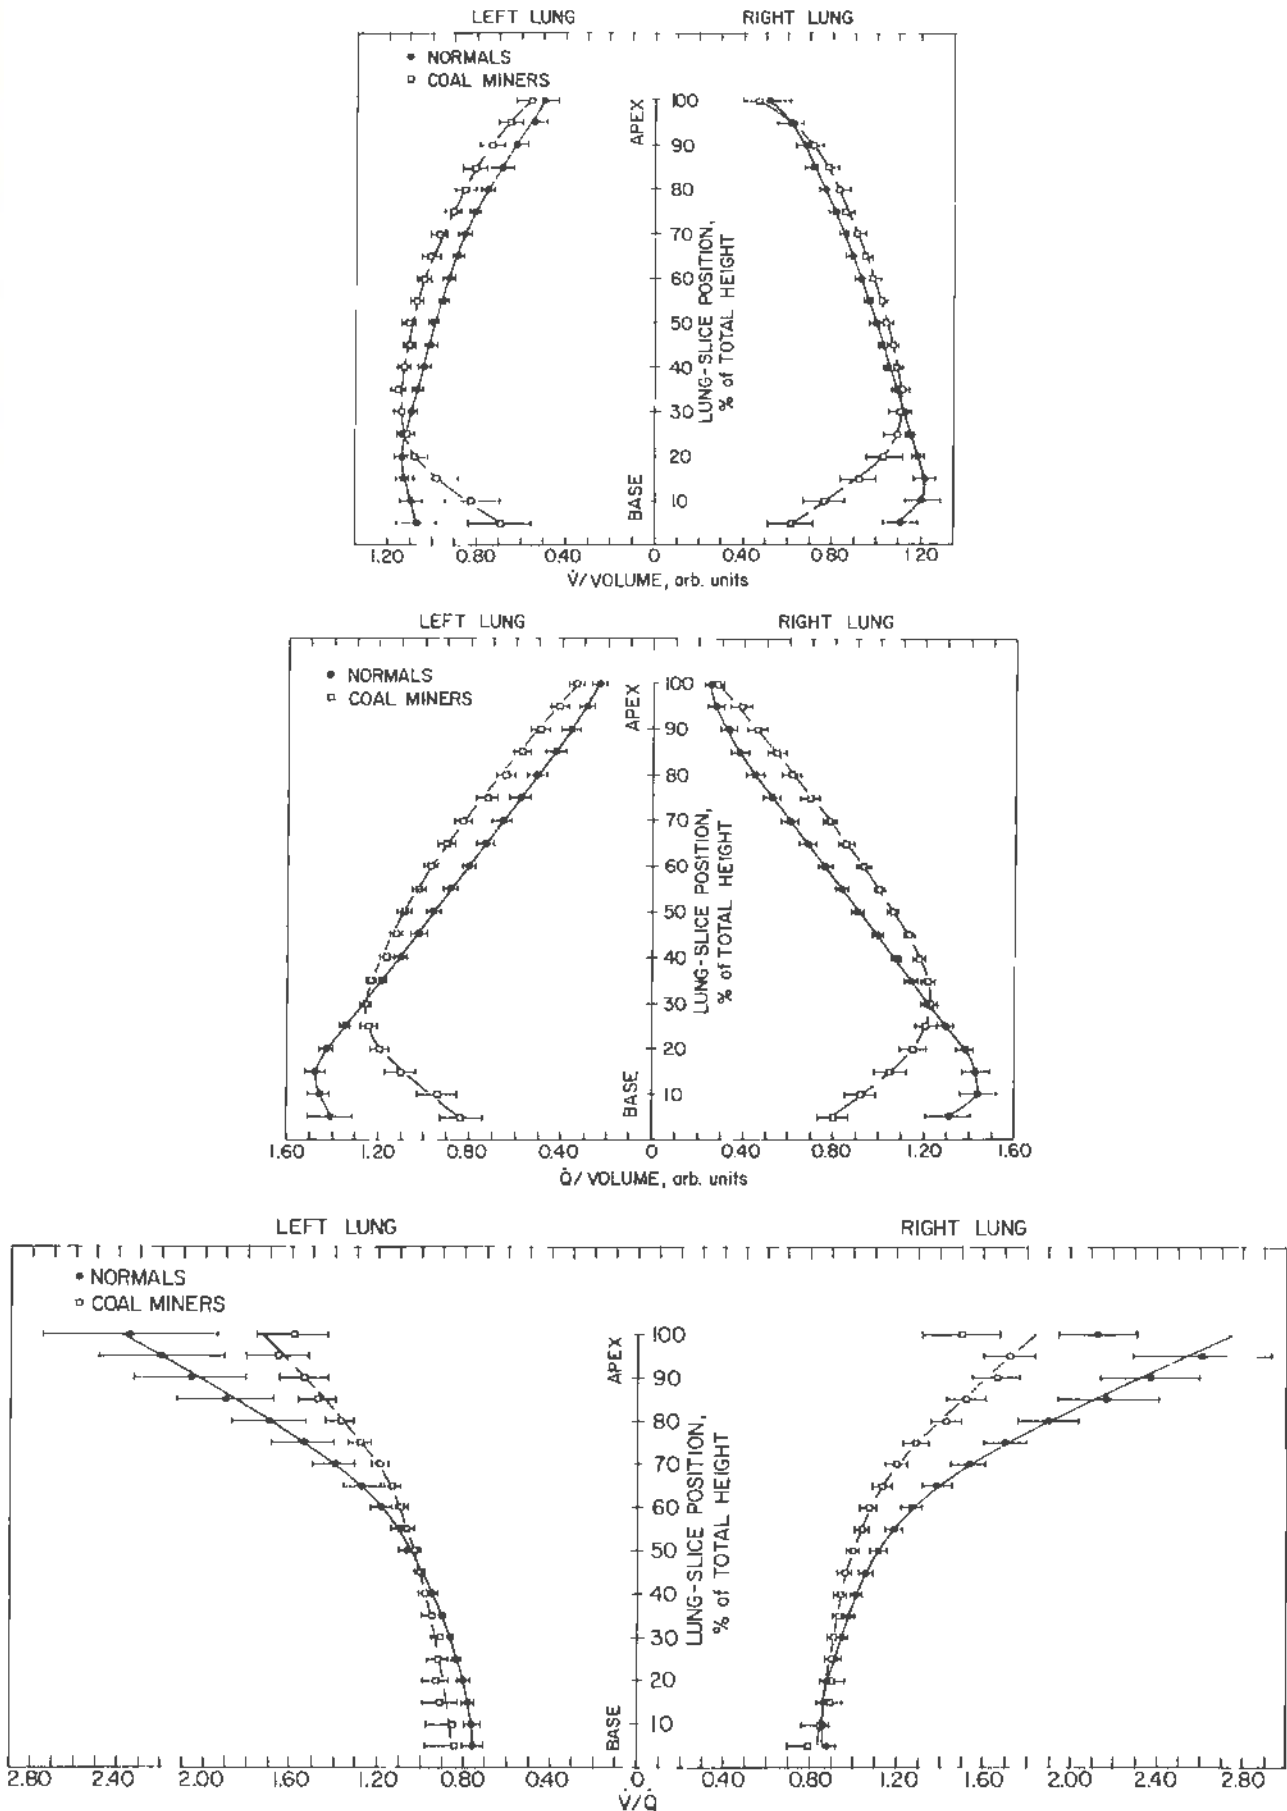 LEFT LUNG RIGHT LUNG
NORMALS
COAL MINERS
APEX
BASE
LUNG-SLICE POSITION,
% of TOTAL HEIGHT
100
90
80
70
60
50
40
30
20
10
1.20 0.80 0.40 0 0.40 0.80 1.20
V̇/VOLUME, arb. units
LEFT LUNG RIGHT LUNG
NORMALS
COAL MINERS
APEX
BASE
LUNG-SLICE POSITION,
% of TOTAL HEIGHT
100
90
80
70
60
50
40
30
20
10
1.60 1.20 0.80 0.40 0 0.40 0.80 1.20 1.60
Q̇/VOLUME, arb. units
LEFT LUNG RIGHT LUNG
NORMALS
COAL MINERS
APEX
BASE
LUNG-SLICE POSITION,
% of TOTAL HEIGHT
100
90
80
70
60
50
40
30
20
10
2.80 2.40 2.00 1.60 1.20 0.80 0.40 0 0.40 0.80 1.20 1.60 2.00 2.40 2.80
V̇/Q̇